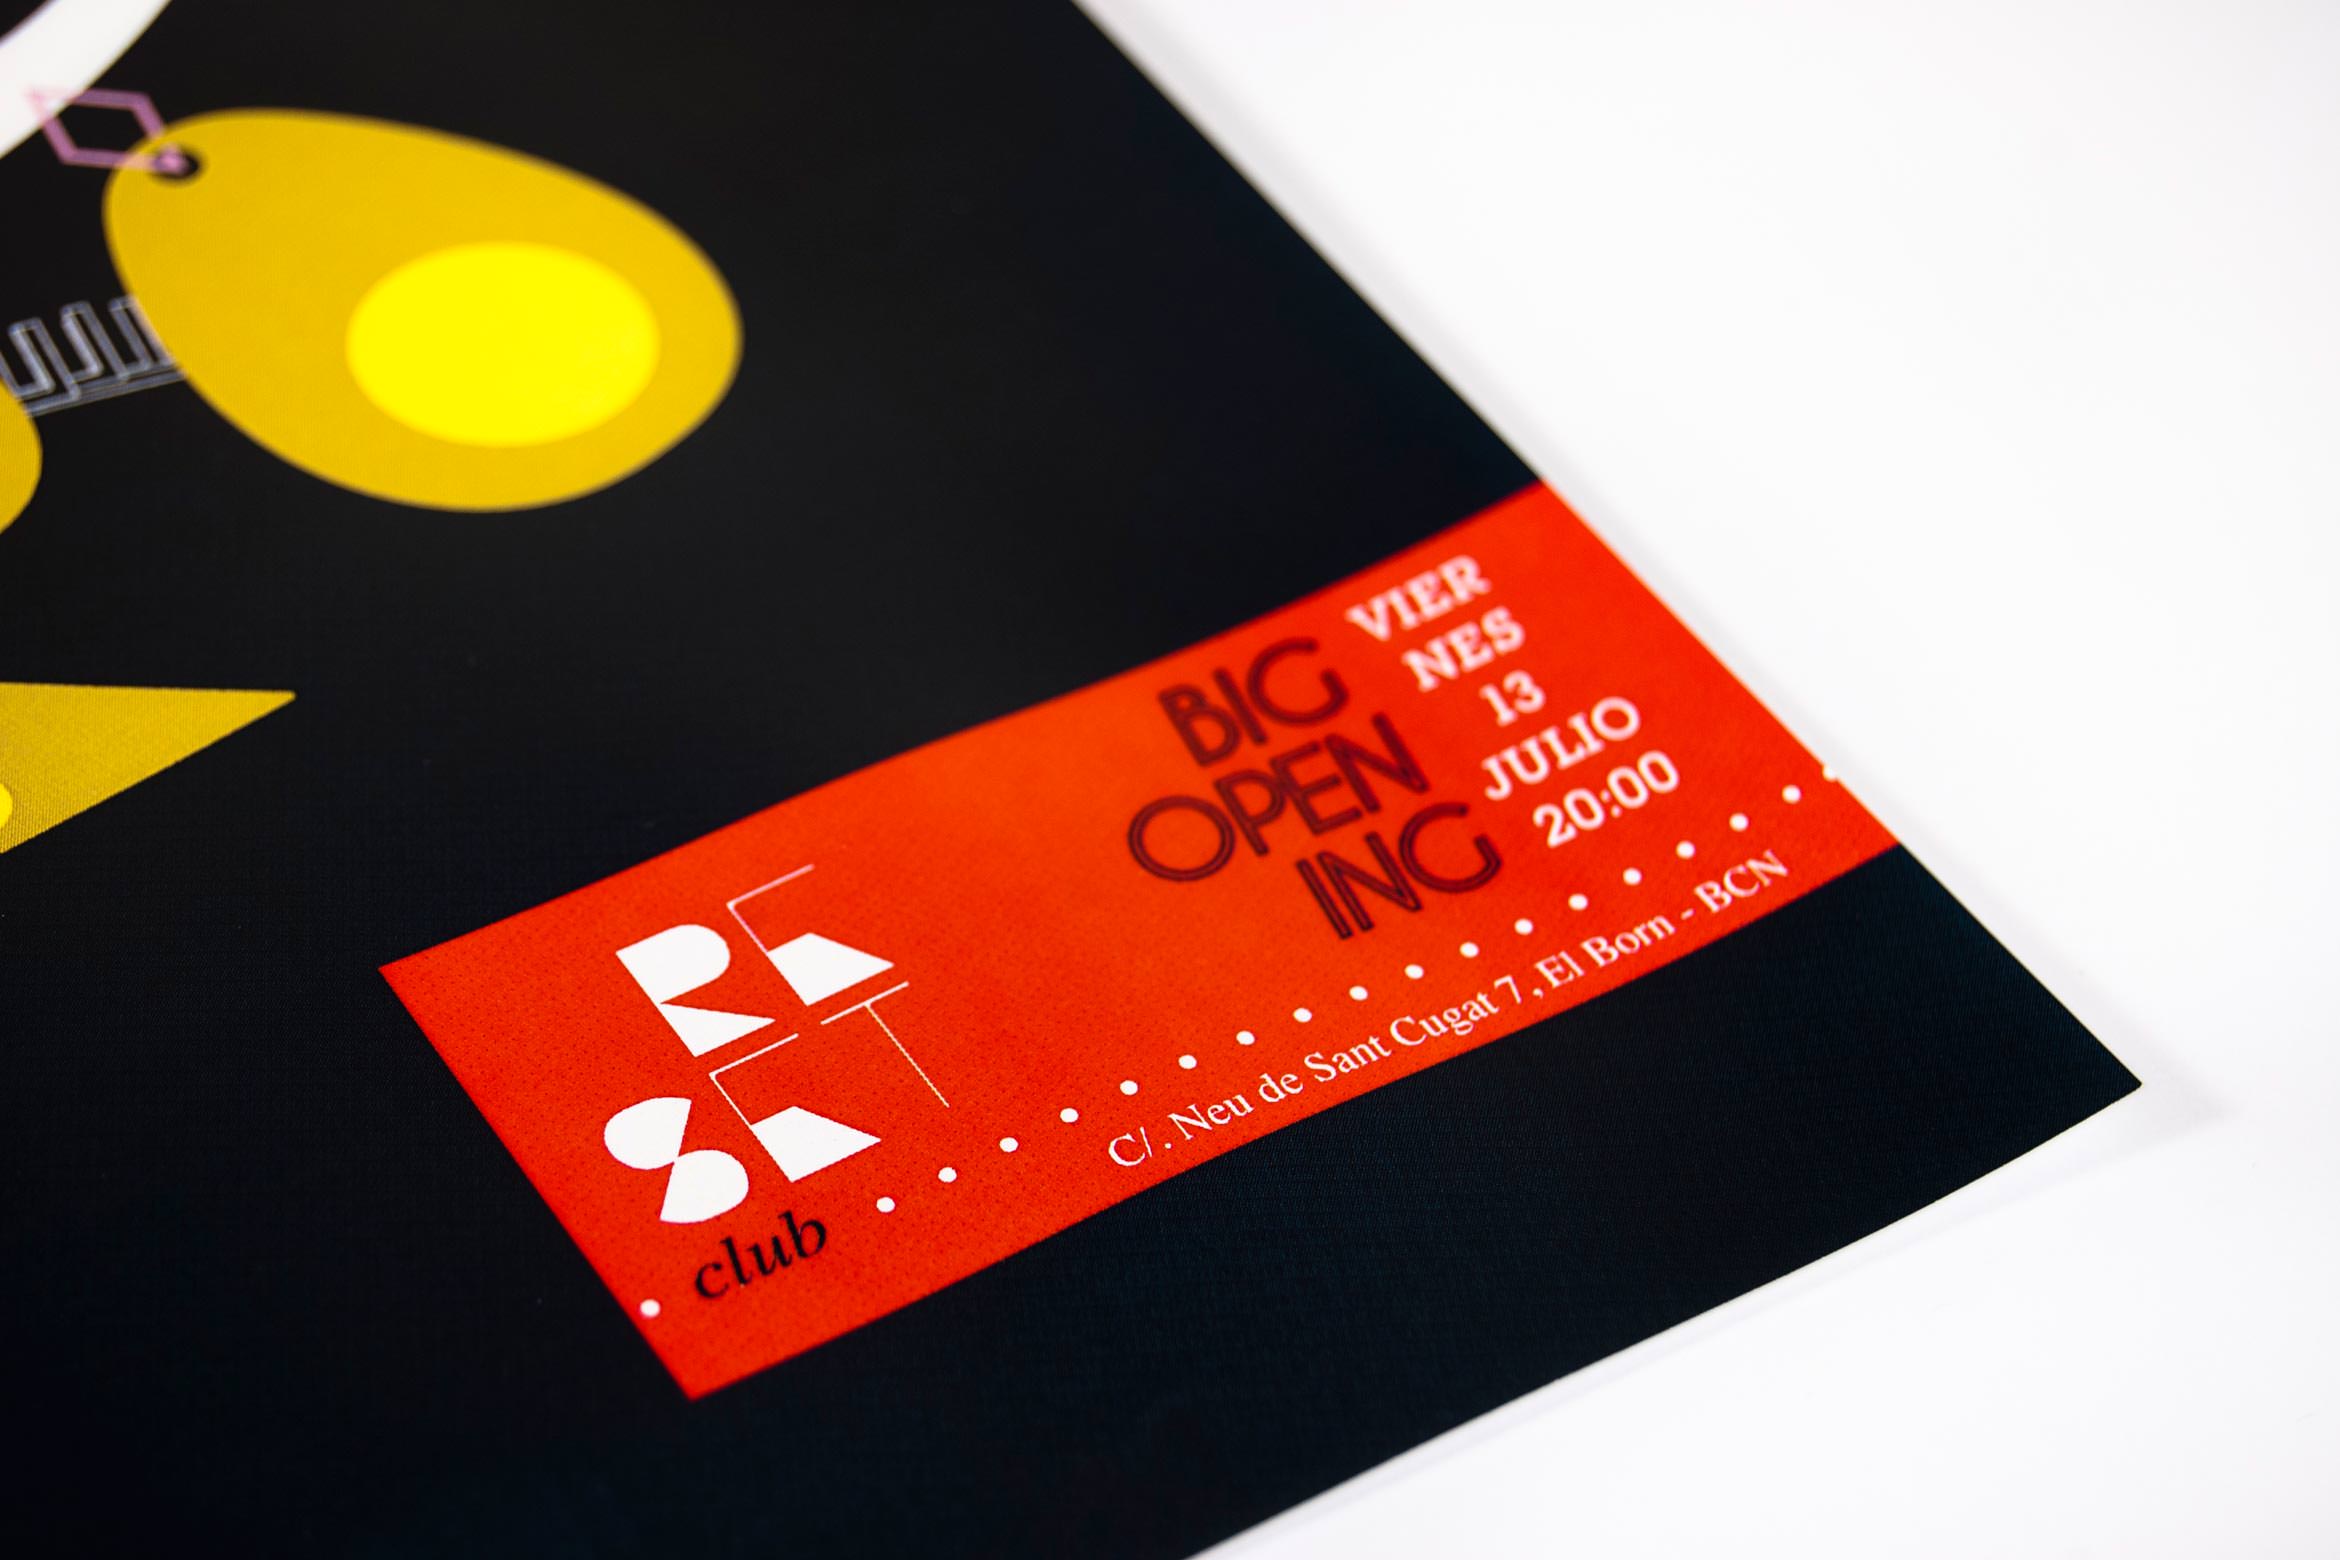 RE
SET
club
BIG
OPEN
ING
VIER
NES
13
JULIO
20:00
C/. Neu de Sant Cugat 7, El Born - BCN